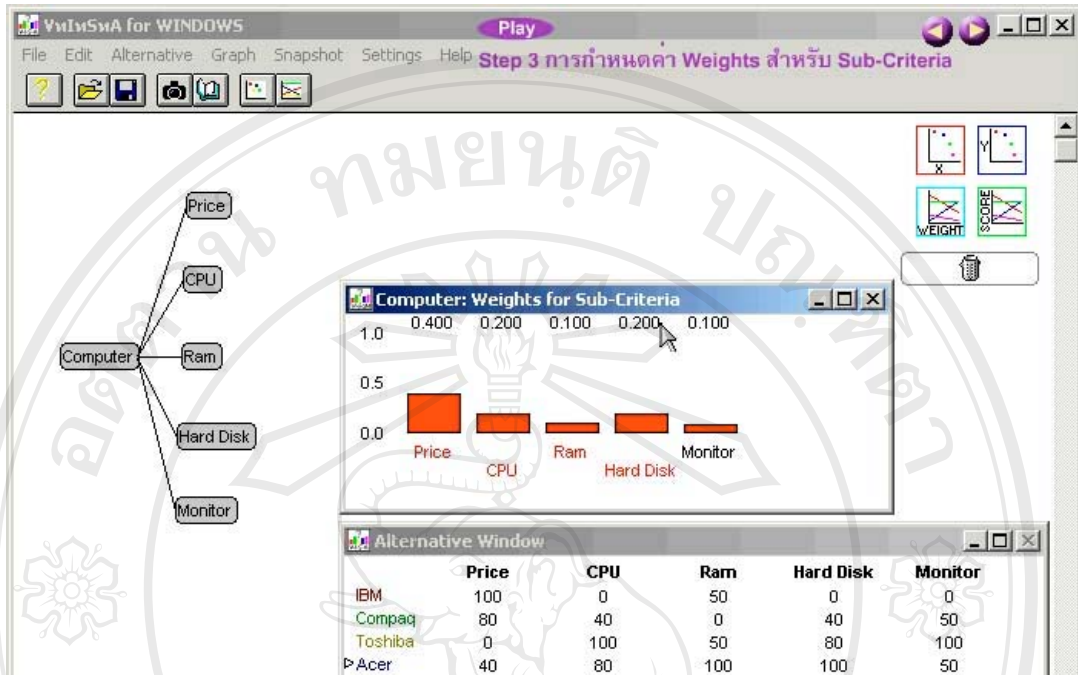 V·I·S·A for WINDOWS
Play
File Edit Alternative Graph Snapshot Settings Help
Step 3 การกำหนดค่า Weights สำหรับ Sub-Criteria
X
Y
WEIGHT
SCORE
Price
CPU
Computer
Ram
Hard Disk
Monitor
Computer: Weights for Sub-Criteria
0.400 0.200 0.100 0.200 0.100
1.0
0.5
0.0
Price CPU Ram Hard Disk Monitor
Alternative Window
Price CPU Ram Hard Disk Monitor
IBM 100 0 50 0 0
Compaq 80 40 0 40 50
Toshiba 0 100 50 80 100
Acer 40 80 100 100 50